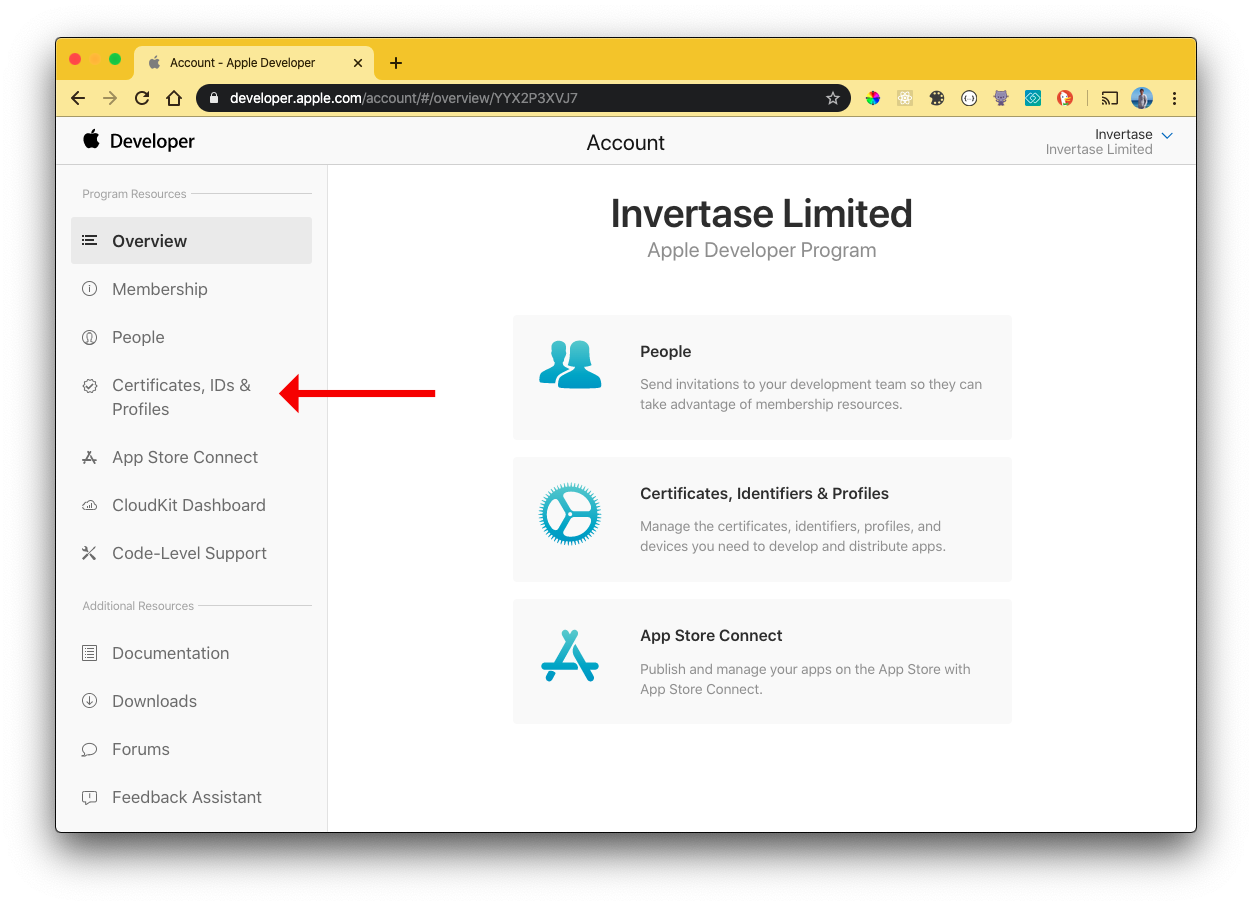 Account - Apple Developer
developer.apple.com/account/#/overview/YYX2P3XVJ7
Developer
Account
Invertase
Invertase Limited
Program Resources
Overview
Membership
People
Certificates, IDs &
Profiles
App Store Connect
CloudKit Dashboard
Code-Level Support
Additional Resources
Documentation
Downloads
Forums
Feedback Assistant
Invertase Limited
Apple Developer Program
People
Send invitations to your development team so they can
take advantage of membership resources.
Certificates, Identifiers & Profiles
Manage the certificates, identifiers, profiles, and
devices you need to develop and distribute apps.
App Store Connect
Publish and manage your apps on the App Store with
App Store Connect.